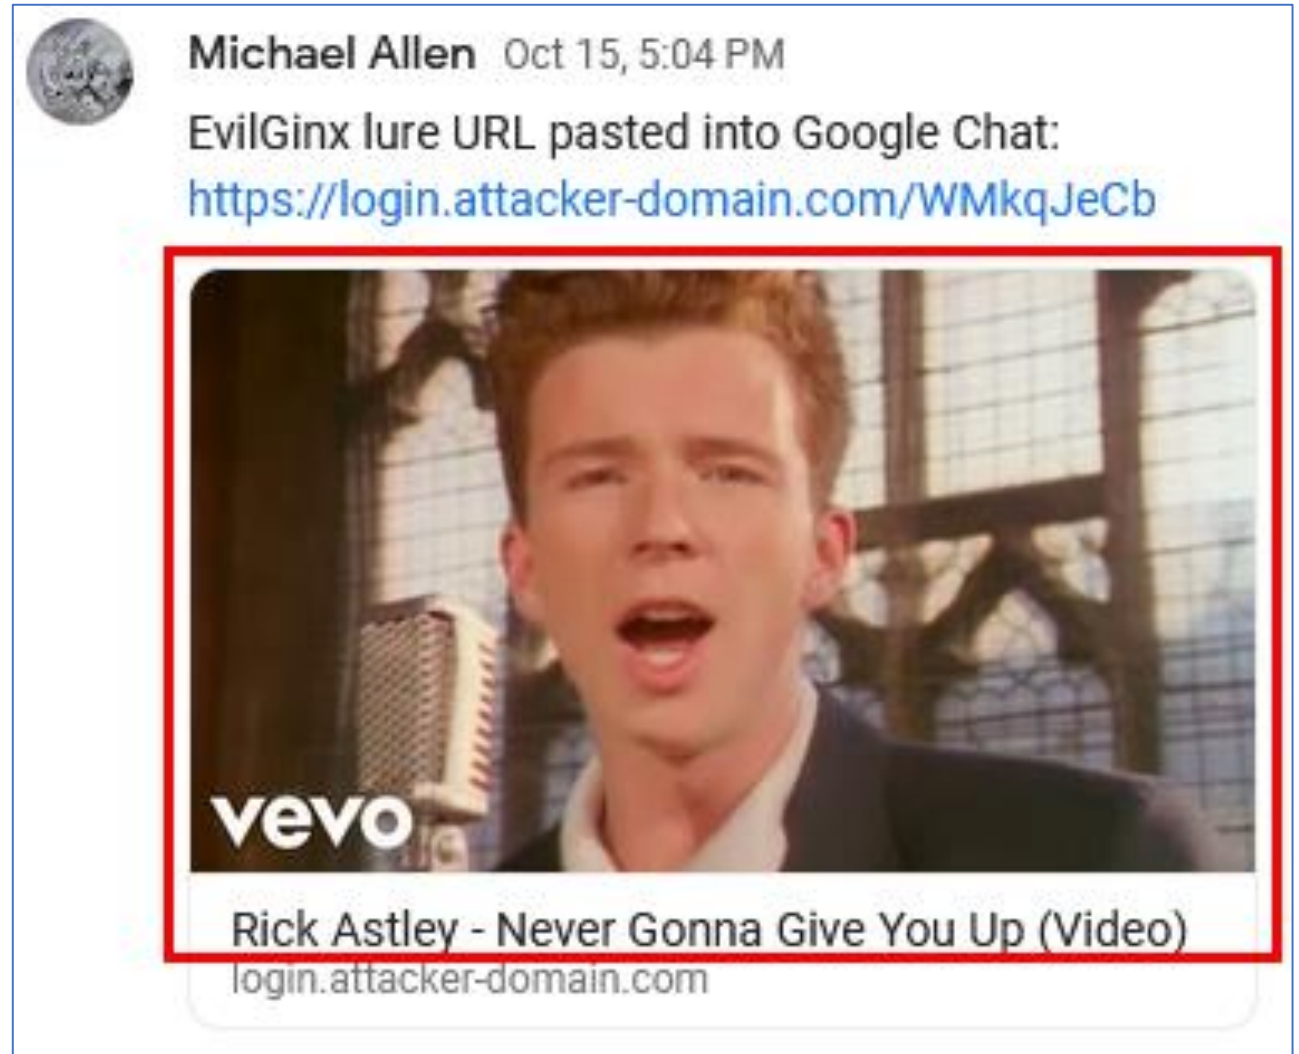 Michael Allen Oct 15, 5:04 PM
EvilGinx lure URL pasted into Google Chat:
https://login.attacker-domain.com/WMkqJeCb
vevo
Rick Astley - Never Gonna Give You Up (Video)
login.attacker-domain.com